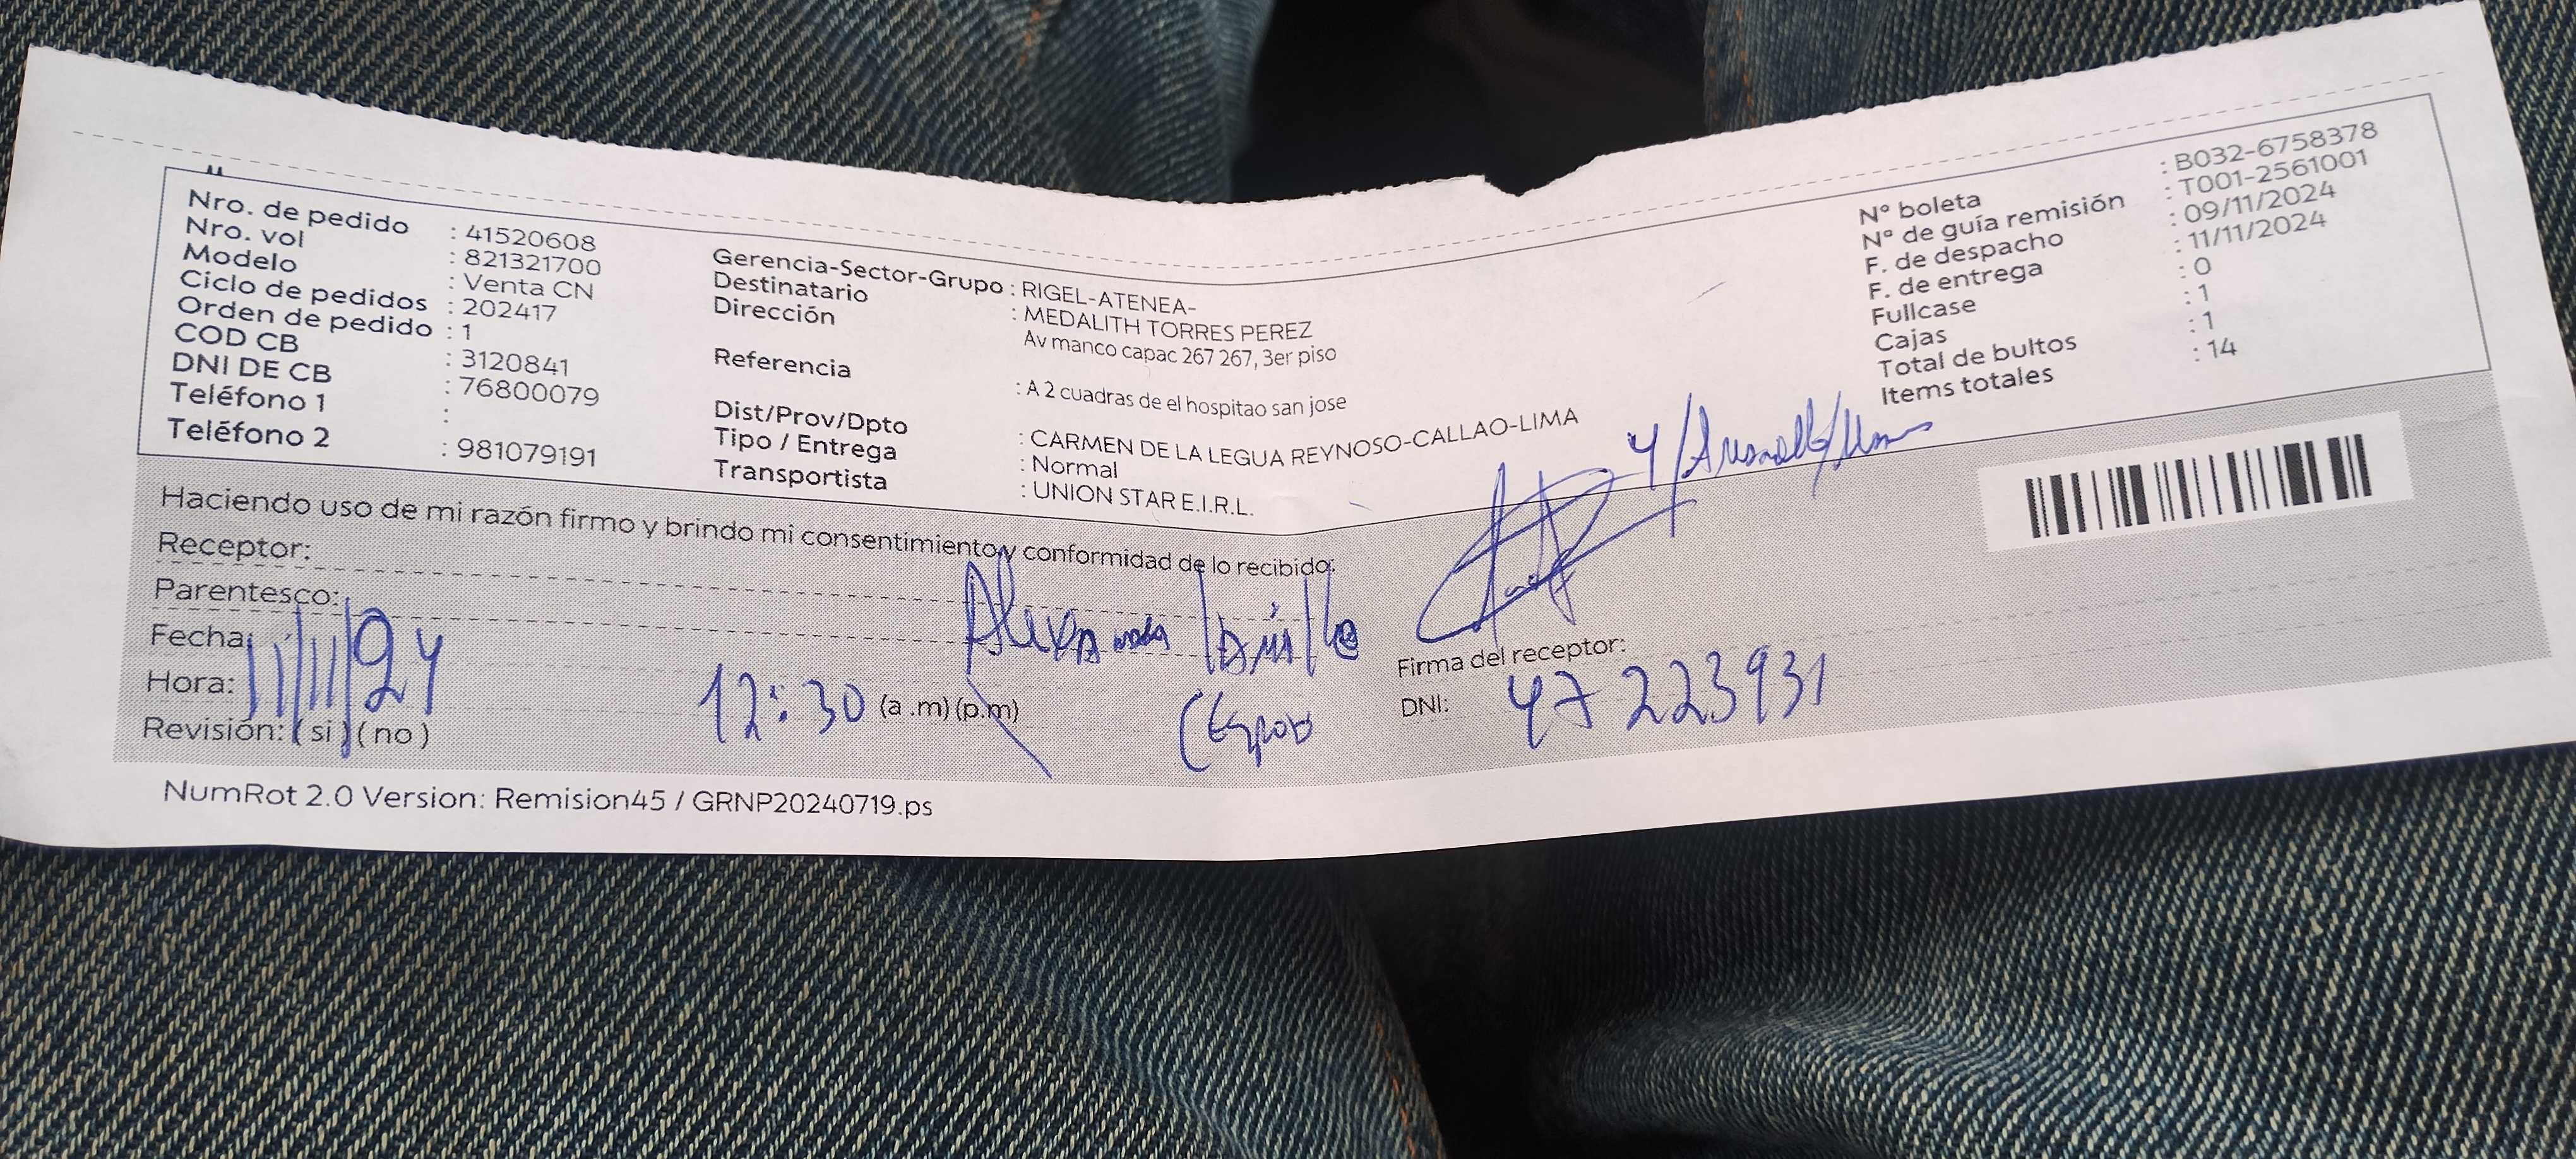 Nro. de pedido : 41520608
Nro. vol : 821321700
Modelo : Venta CN
Ciclo de pedidos : 202417
Orden de pedido : 1
COD CB : 3120841
DNI DE CB : 76800079
Teléfono 1 :
Teléfono 2 : 981079191
Gerencia-Sector-Grupo : RIGEL-ATENEA-
Destinatario : MEDALITH TORRES PEREZ
Dirección Av manco capac 267 267, 3er piso
Referencia : A 2 cuadras de el hospitao san jose
Dist/Prov/Dpto : CARMEN DE LA LEGUA REYNOSO-CALLAO-LIMA
Tipo / Entrega : Normal
Transportista : UNION STAR E.I.R.L.
N° boleta : B032-6758378
N° de guía remisión : T001-2561001
F. de despacho : 09/11/2024
F. de entrega : 11/11/2024
Fullcase : 0
Cajas : 1
Total de bultos : 1
Items totales : 14
Haciendo uso de mi razón firmo y brindo mi consentimiento y conformidad de lo recibido:
Receptor:
Parentesco:
Fecha: 11/11/24
Hora: 12:30 (a .m) (p.m)
Revisión: ( si ) ( no )
Firma del receptor:
DNI: 47223931
NumRot 2.0 Version: Remision45 / GRNP20240719.ps